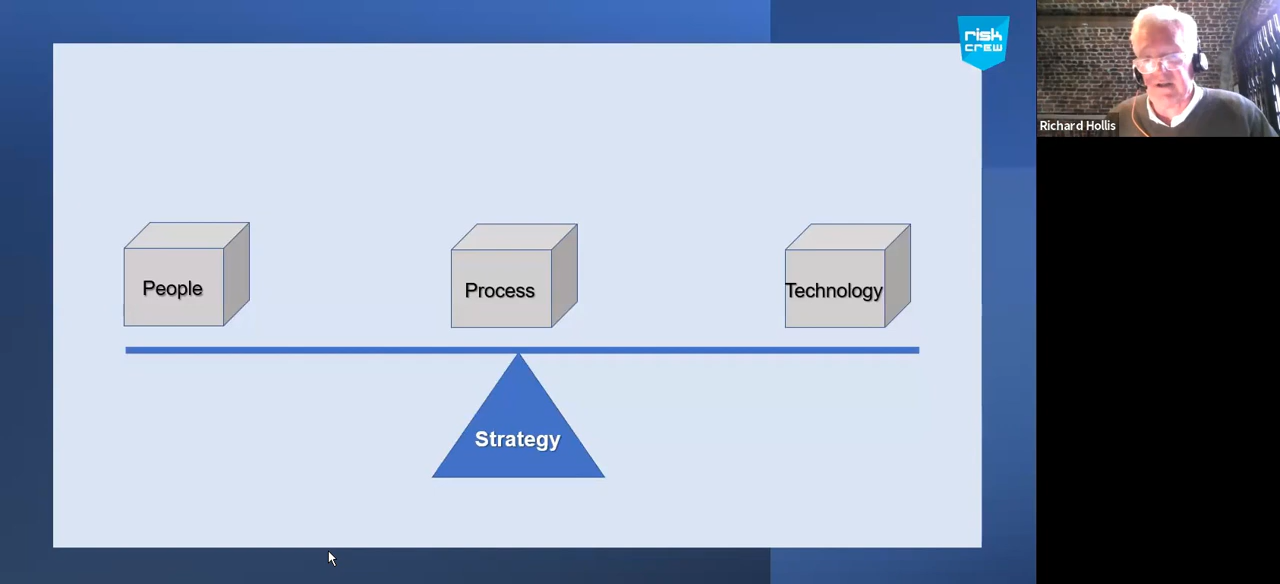 risk
crew
Richard Hollis
People
Process
Technology
Strategy